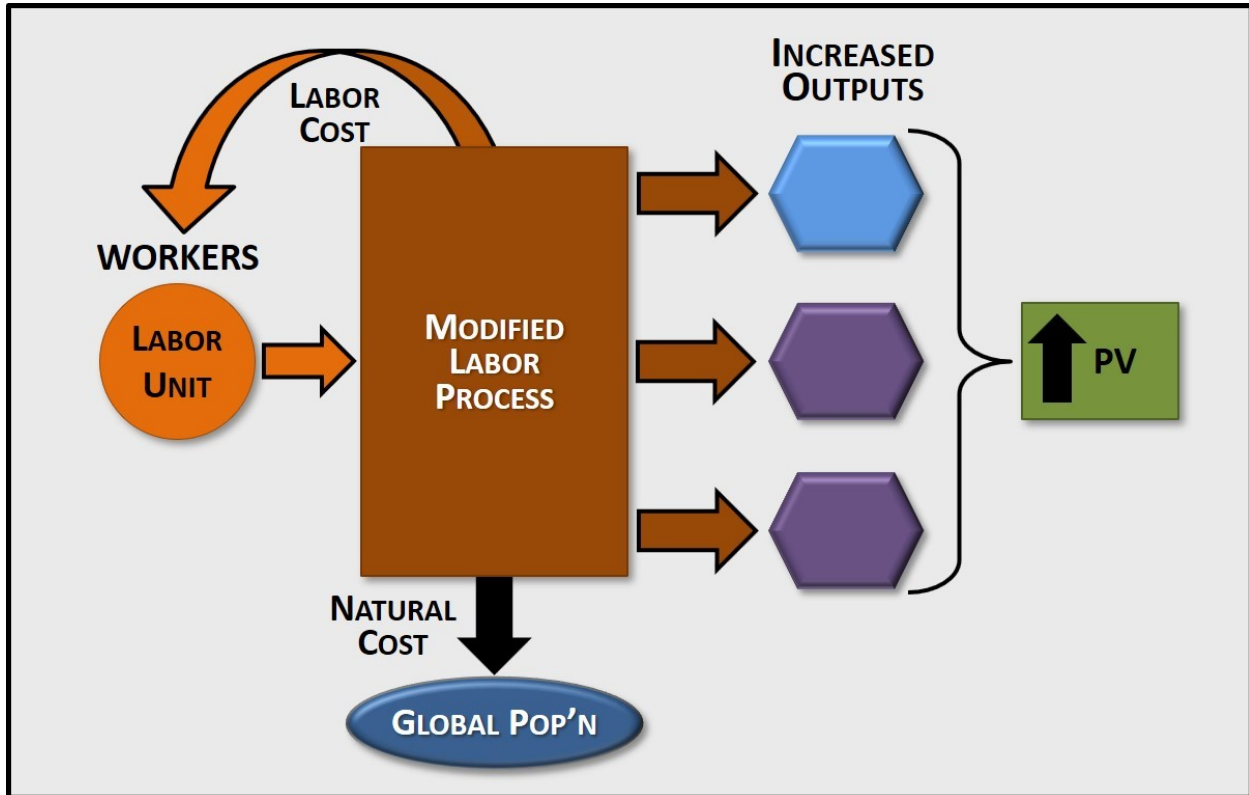 INCREASED
OUTPUTS
LABOR
COST
WORKERS
LABOR
UNIT
MODIFIED
LABOR
PROCESS
PV
NATURAL
COST
GLOBAL POP'N